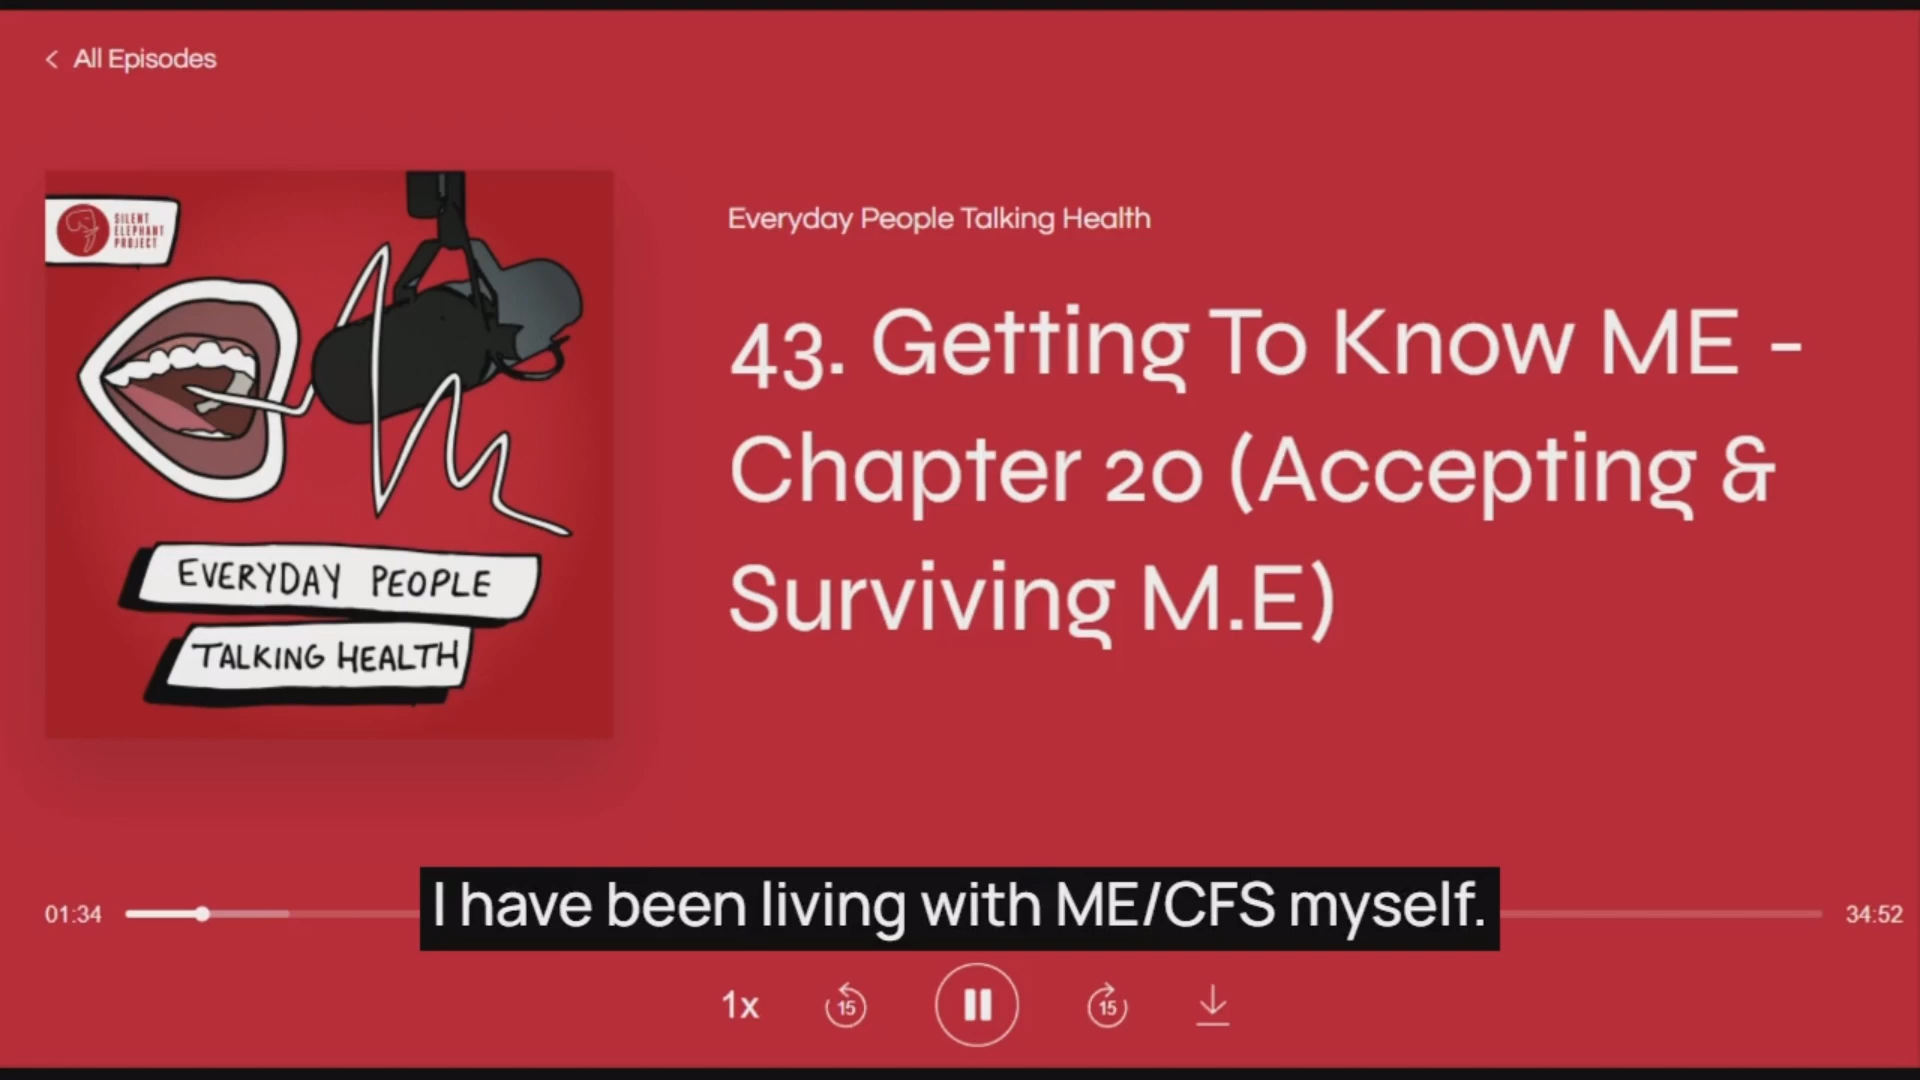 All Episodes
SILENT
ELEPHANT
PROJECT
EVERYDAY PEOPLE
TALKING HEALTH
Everyday People Talking Health
43. Getting To Know ME -
Chapter 20 (Accepting &
Surviving M.E)
01:34
I have been living with ME/CFS myself.
34:52
1x
15
15